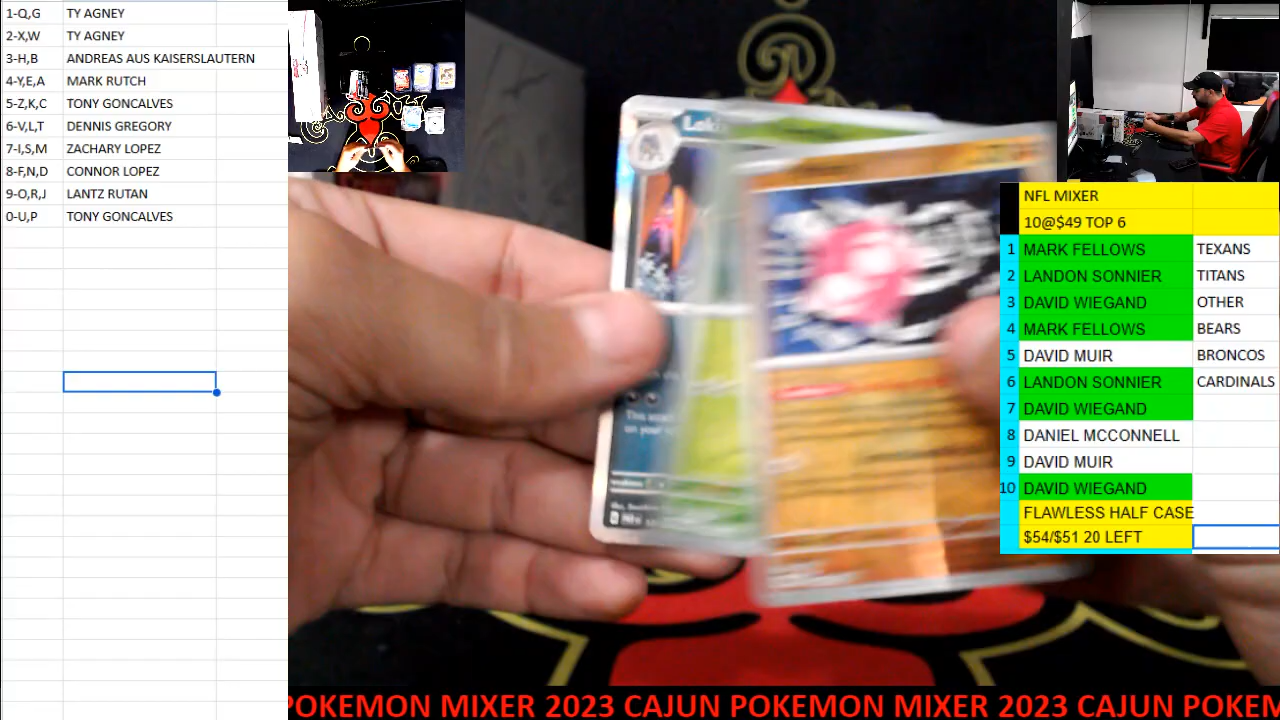 1-Q,G TY AGNEY
2-X,W TY AGNEY
3-H,B ANDREAS AUS KAISERSLAUTERN
4-Y,E,A MARK RUTCH
5-Z,K,C TONY GONCALVES
6-V,L,T DENNIS GREGORY
7-I,S,M ZACHARY LOPEZ
8-F,N,D CONNOR LOPEZ
9-O,R,J LANTZ RUTAN
0-U,P TONY GONCALVES
NFL MIXER
10@$49 TOP 6
1 MARK FELLOWS TEXANS
2 LANDON SONNIER TITANS
3 DAVID WIEGAND OTHER
4 MARK FELLOWS BEARS
5 DAVID MUIR BRONCOS
6 LANDON SONNIER CARDINALS
7 DAVID WIEGAND
8 DANIEL MCCONNELL
9 DAVID MUIR
10 DAVID WIEGAND
FLAWLESS HALF CASE
$54/$51 20 LEFT
POKEMON MIXER 2023 CAJUN POKEMON MIXER 2023 CAJUN POKEM